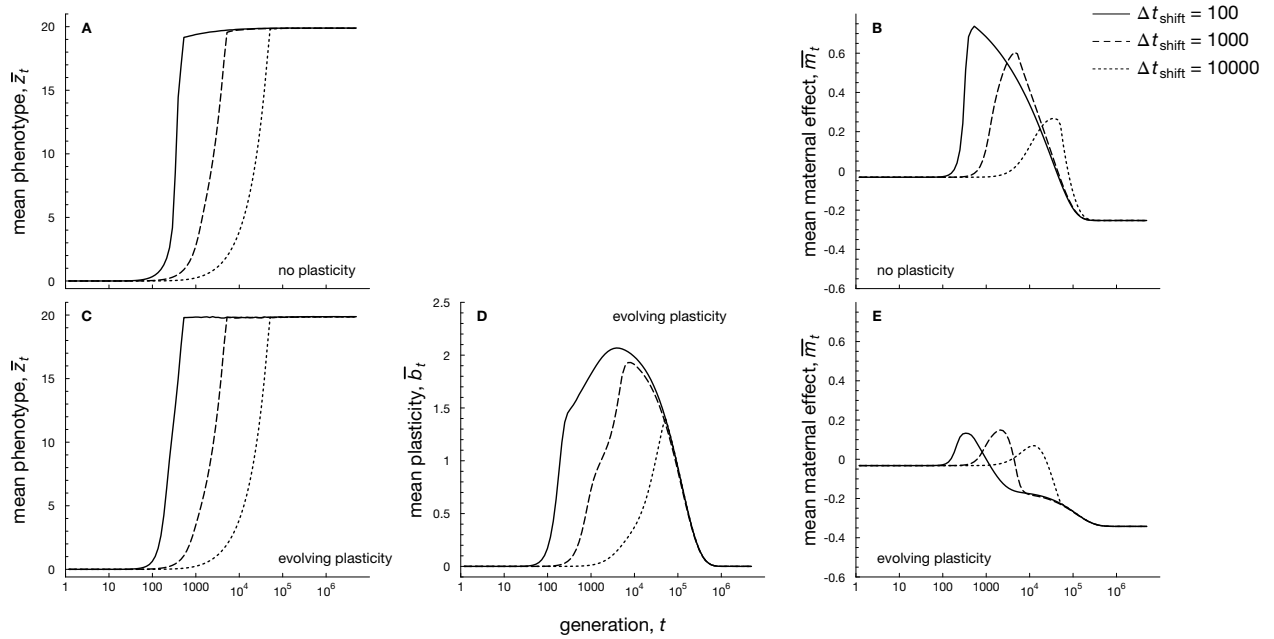 A
mean phenotype, z̄t
20
15
10
5
0
no plasticity
B
mean maternal effect, m̄t
0.6
0.4
0.2
0
-0.2
-0.4
-0.6
no plasticity
Δtshift = 100
Δtshift = 1000
Δtshift = 10000
C
mean phenotype, z̄t
20
15
10
5
0
evolving plasticity
1 10 100 1000 10⁴ 10⁵ 10⁶
D
evolving plasticity
mean plasticity, b̄t
2.5
2
1.5
1
0.5
0
1 10 100 1000 10⁴ 10⁵ 10⁶
generation, t
E
mean maternal effect, m̄t
0.6
0.4
0.2
0
-0.2
-0.4
-0.6
evolving plasticity
1 10 100 1000 10⁴ 10⁵ 10⁶